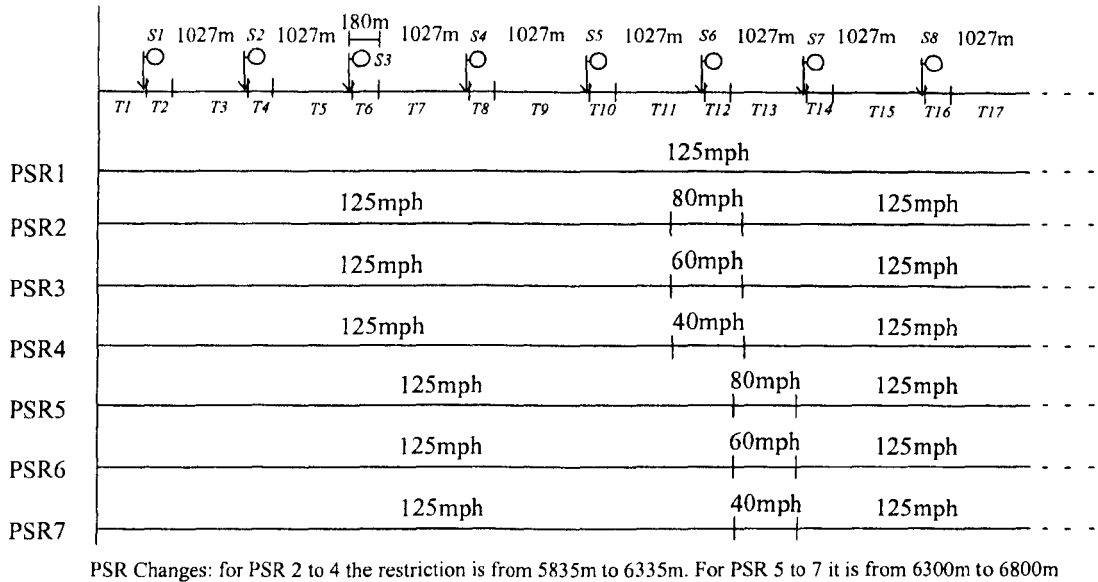 180m
S1 1027m S2 1027m 1027m S4 1027m S5 1027m S6 1027m S7 1027m S8 1027m
S3
T1 T2 T3 T4 T5 T6 T7 T8 T9 T10 T11 T12 T13 T14 T15 T16 T17
125mph
PSR1
125mph 80mph 125mph
PSR2
125mph 60mph 125mph
PSR3
125mph 40mph 125mph
PSR4
125mph 80mph 125mph
PSR5
125mph 60mph 125mph
PSR6
125mph 40mph 125mph
PSR7
PSR Changes: for PSR 2 to 4 the restriction is from 5835m to 6335m. For PSR 5 to 7 it is from 6300m to 6800m